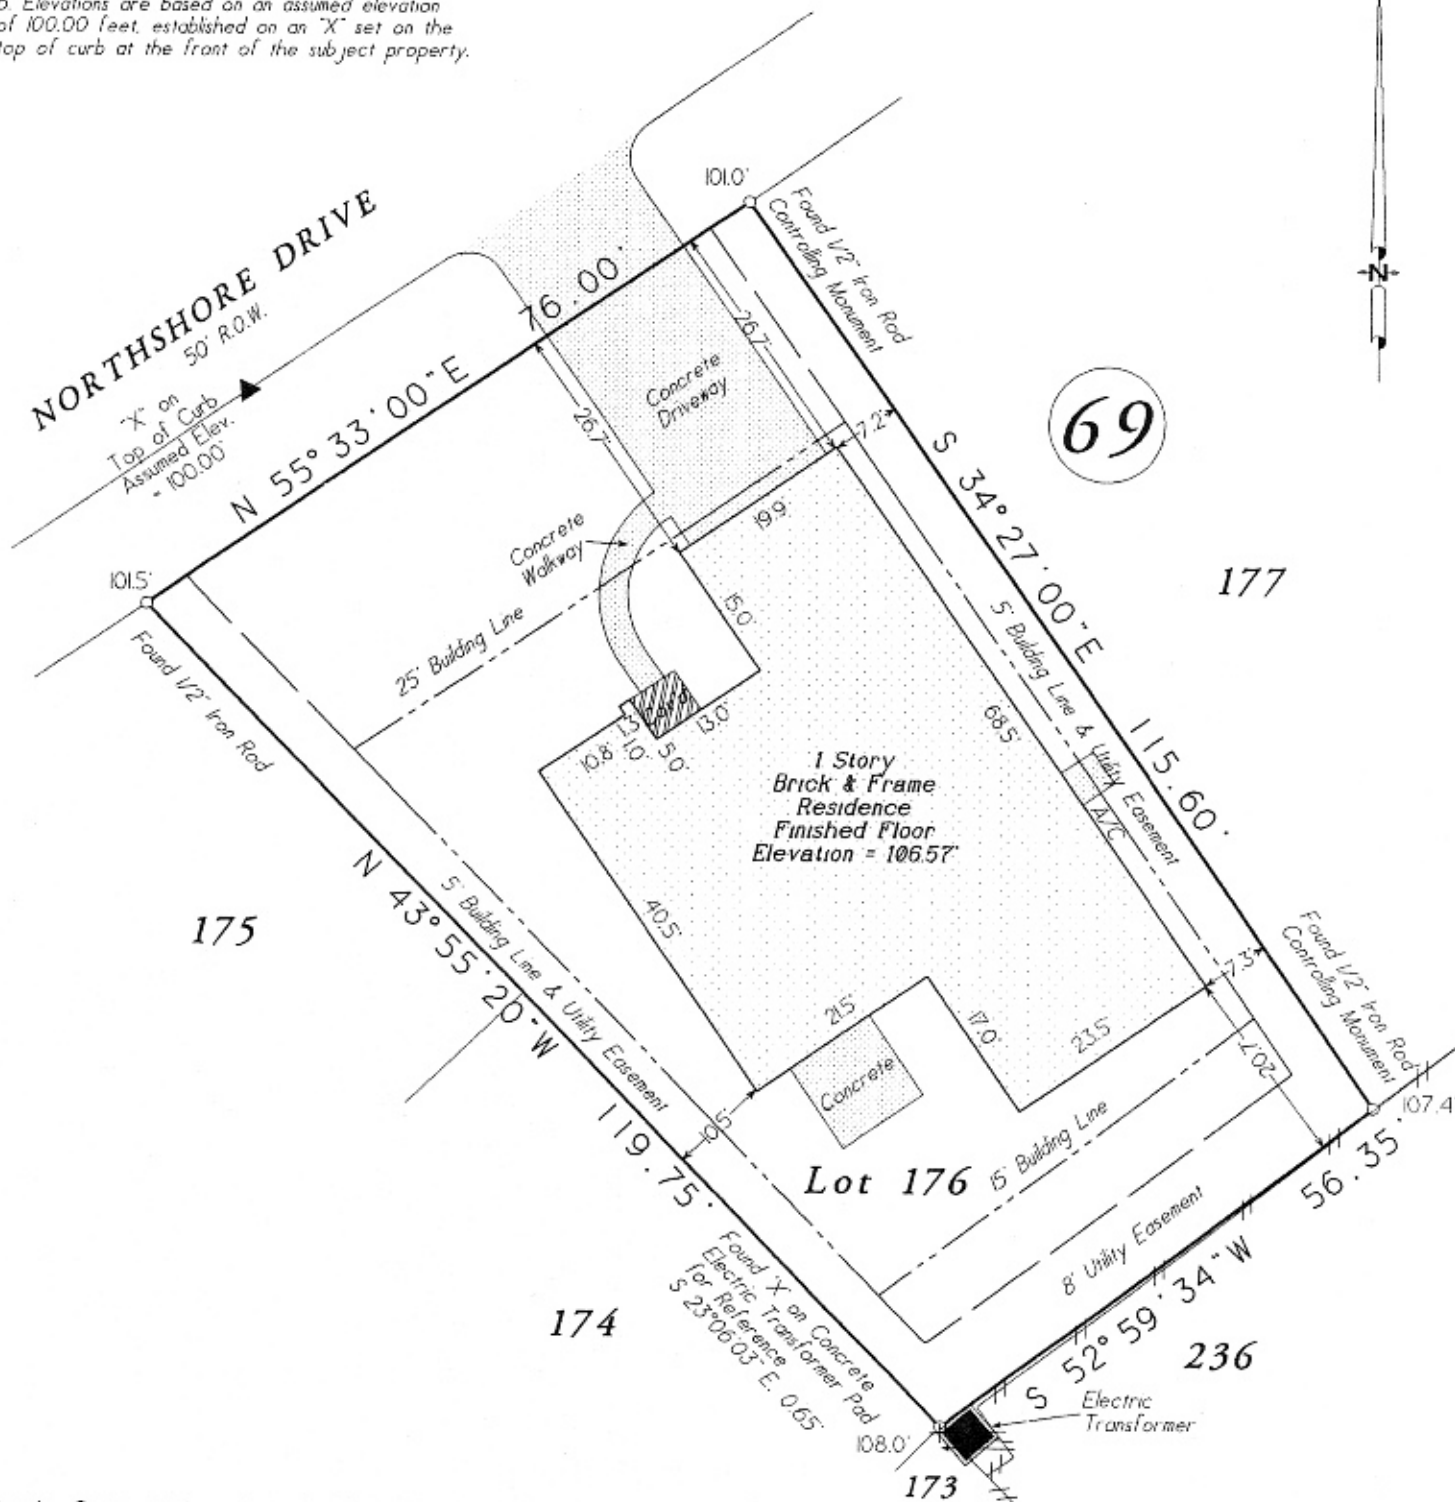 Elevations are based on an assumed elevation
of 100.00 feet, established on an "X" set on the
top of curb at the front of the subject property.
NORTHSHORE DRIVE
50' R.O.W.
"X" on
Top of Curb
Assumed Elev.
= 100.00'
101.0'
Found 1/2" Iron Rod
Controlling Monument
N
76.00'
N 55° 33' 00" E
26.7'
26.7'
Concrete
Driveway
7.2'
69
S 34° 27' 00" E
115.60'
177
101.5'
Found 1/2" Iron Rod
Concrete
Walkway
19.9'
15.0'
25' Building Line
5' Building Line & Utility Easement
68.5'
10.8'
1.3'
1.0'
5.0'
13.0'
1 Story
Brick & Frame
Residence
Finished Floor
Elevation = 106.57'
A/C
175
N 43° 55' 20" W
119.75'
5' Building Line & Utility Easement
40.5'
21.5'
17.0'
23.5'
7.3'
Found 1/2" Iron Rod
Controlling Monument
20.7'
107.4
Concrete
10.5'
Lot 176
15' Building Line
8' Utility Easement
56.35'
S 52° 59' 34" W
174
Found "X" on Concrete
Electric Transformer Pad
for Reference
S 23°06'03" E, 0.65'
236
Electric
Transformer
108.0'
173